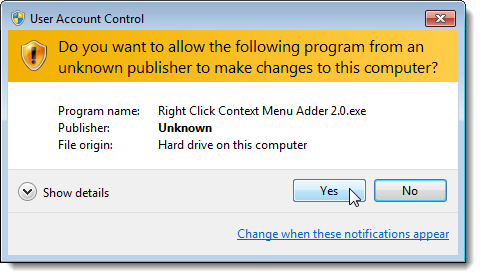 User Account Control
Do you want to allow the following program from an
unknown publisher to make changes to this computer?
Program name: Right Click Context Menu Adder 2.0.exe
Publisher: Unknown
File origin: Hard drive on this computer
Show details Yes No
Change when these notifications appear